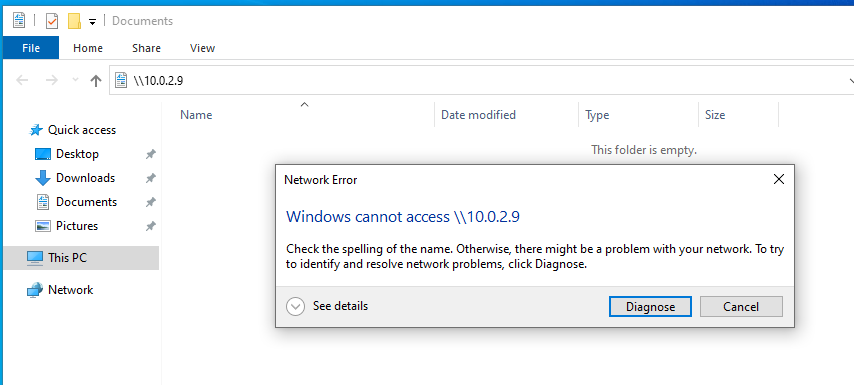 Documents
File Home Share View
\\10.0.2.9
Name Date modified Type Size
Quick access
Desktop
Downloads
Documents
Pictures
This PC
Network
This folder is empty.
Network Error
Windows cannot access \\10.0.2.9
Check the spelling of the name. Otherwise, there might be a problem with your network. To try
to identify and resolve network problems, click Diagnose.
See details Diagnose Cancel